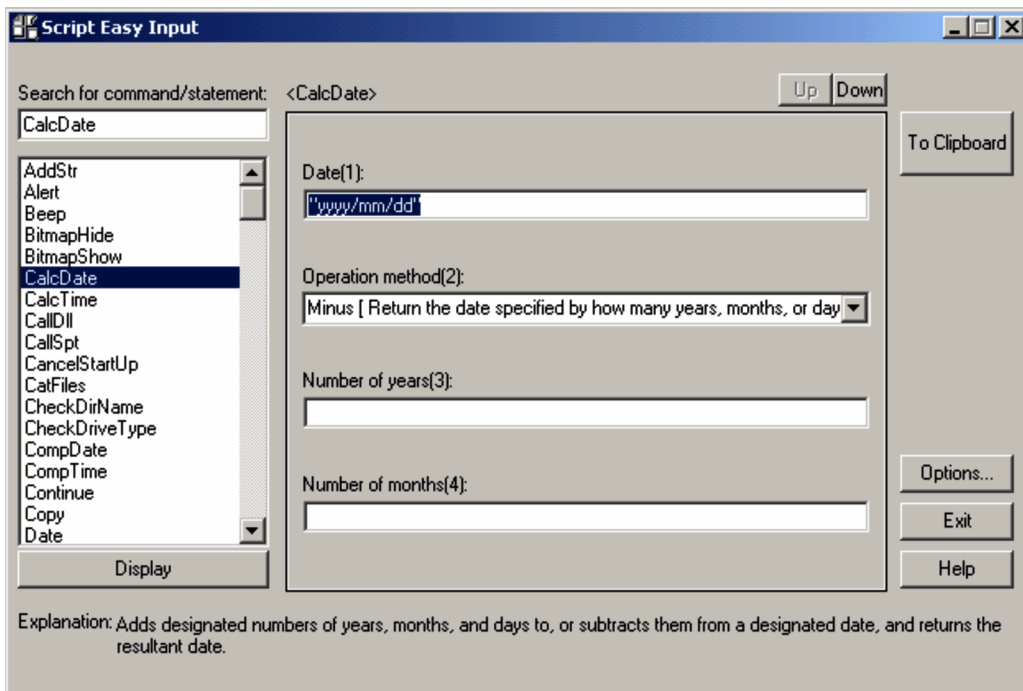 Script Easy Input
Search for command/statement:
CalcDate
AddStr
Alert
Beep
BitmapHide
BitmapShow
CalcDate
CalcTime
CallDll
CallSpt
CancelStartUp
CatFiles
CheckDirName
CheckDriveType
CompDate
CompTime
Continue
Copy
Date
Display
<CalcDate>
Up
Down
Date(1):
"yyyy/mm/dd"
Operation method(2):
Minus [ Return the date specified by how many years, months, or day
Number of years(3):
Number of months(4):
To Clipboard
Options...
Exit
Help
Explanation: Adds designated numbers of years, months, and days to, or subtracts them from a designated date, and returns the
resultant date.